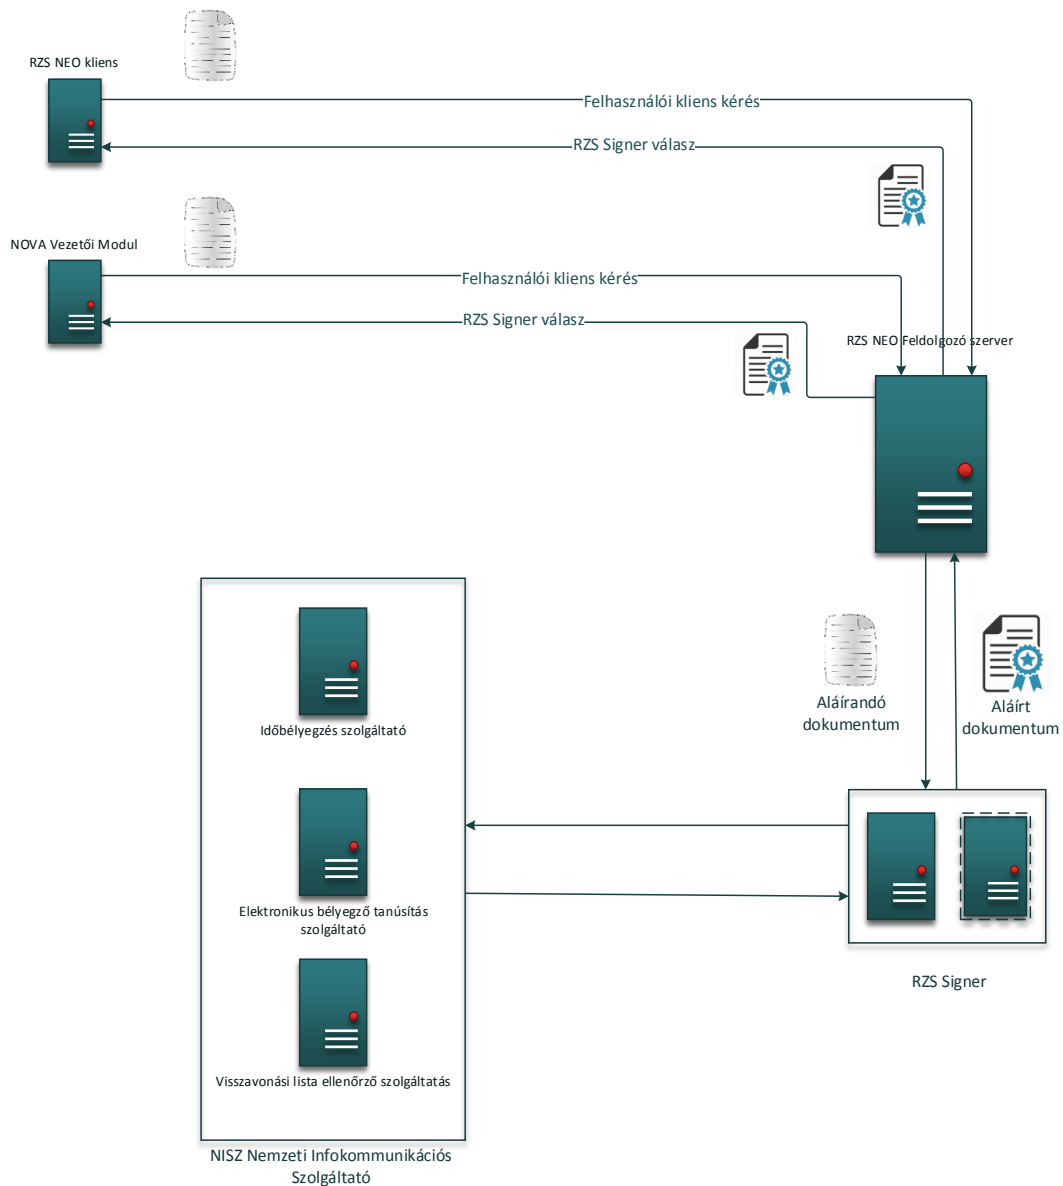 RZS NEO kliens
Felhasználói kliens kérés
RZS Signer válasz
NOVA Vezetői Modul
Felhasználói kliens kérés
RZS Signer válasz
RZS NEO Feldolgozó szerver
Aláírandó
dokumentum
Aláírt
dokumentum
Időbélyegzés szolgáltató
Elektronikus bélyegző tanúsítás
szolgáltató
Visszavonási lista ellenőrző szolgáltatás
RZS Signer
NISZ Nemzeti Infokommunikációs
Szolgáltató